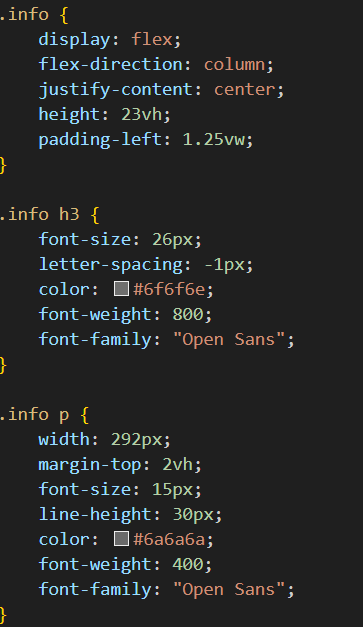 .info {
    display: flex;
    flex-direction: column;
    justify-content: center;
    height: 23vh;
    padding-left: 1.25vw;
}

.info h3 {
    font-size: 26px;
    letter-spacing: -1px;
    color: #6f6f6e;
    font-weight: 800;
    font-family: "Open Sans";
}

.info p {
    width: 292px;
    margin-top: 2vh;
    font-size: 15px;
    line-height: 30px;
    color: #6a6a6a;
    font-weight: 400;
    font-family: "Open Sans";
}